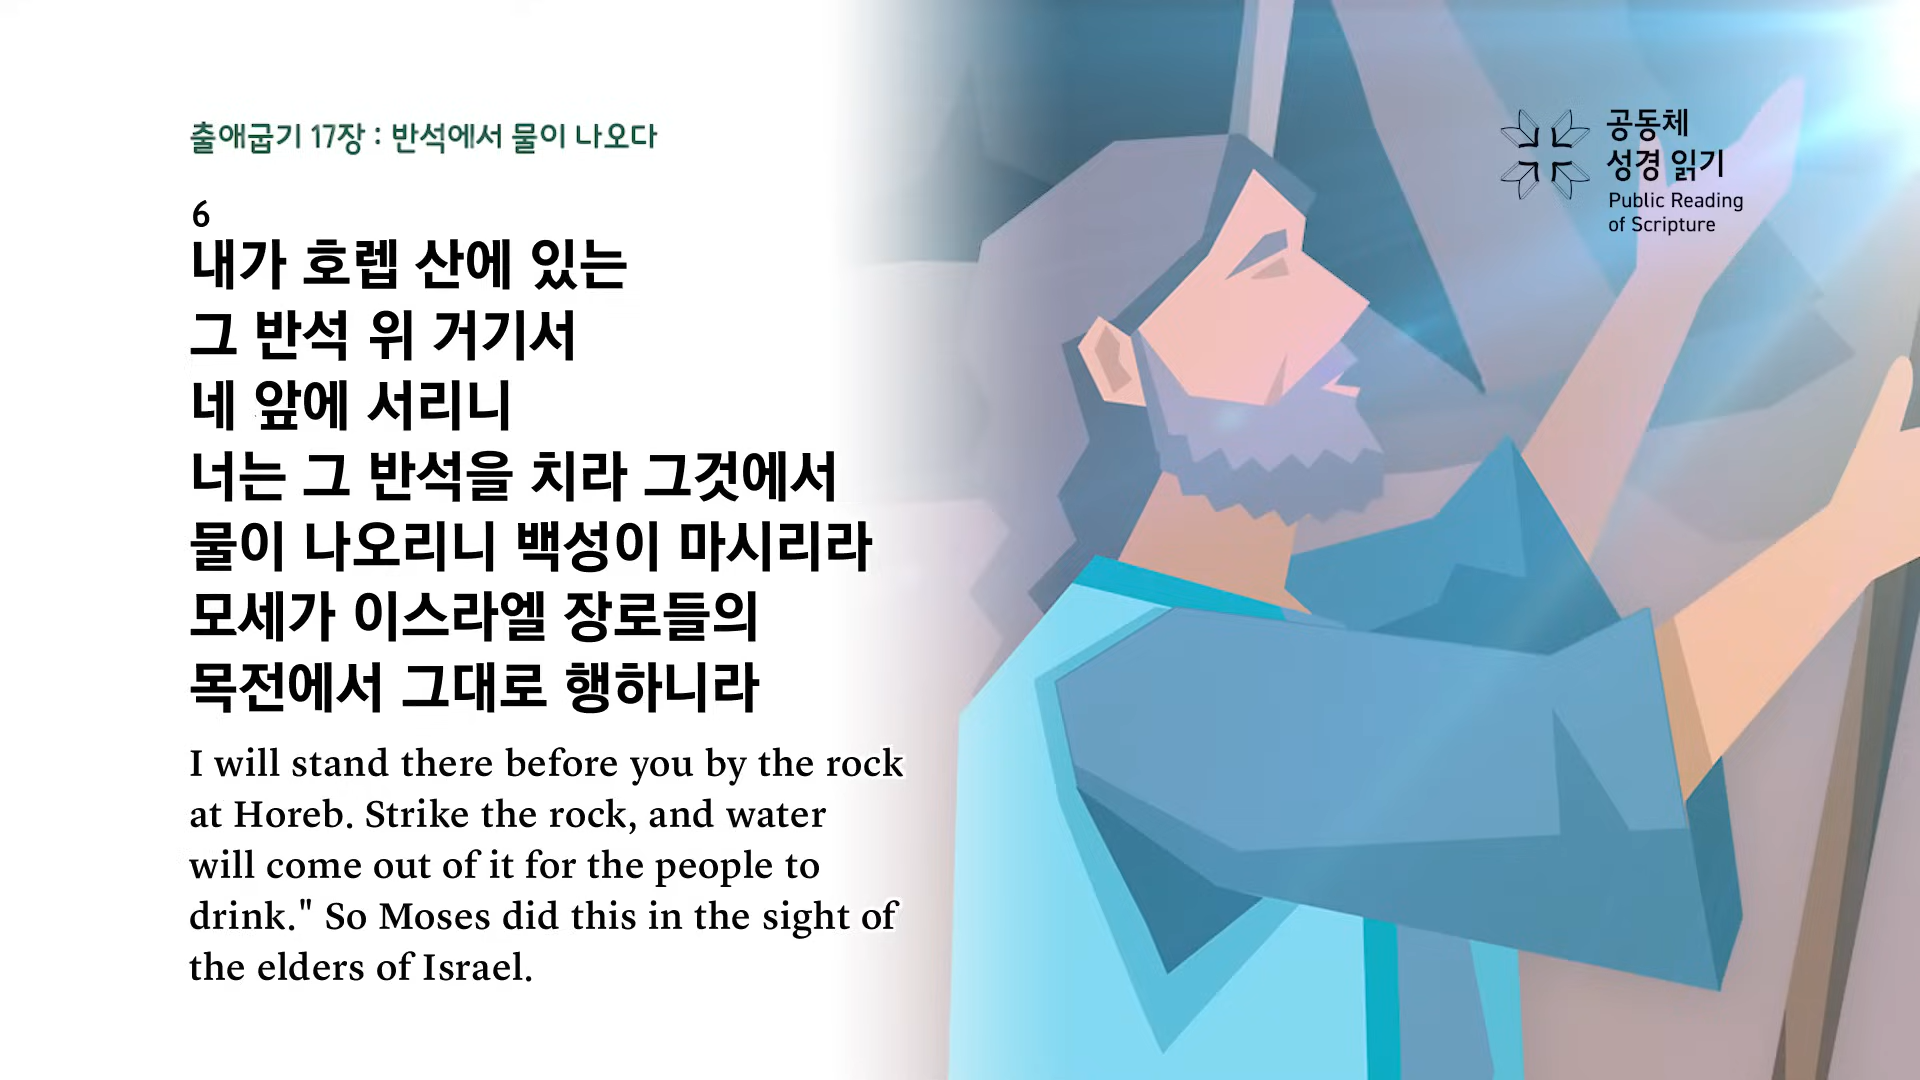 출애굽기 17장 : 반석에서 물이 나오다
6
내가 호렙 산에 있는
그 반석 위 거기서
네 앞에 서리니
너는 그 반석을 치라 그것에서
물이 나오리니 백성이 마시리라
모세가 이스라엘 장로들의
목전에서 그대로 행하니라
I will stand there before you by the rock
at Horeb. Strike the rock, and water
will come out of it for the people to
drink." So Moses did this in the sight of
the elders of Israel.
공동체
성경 읽기
Public Reading
of Scripture